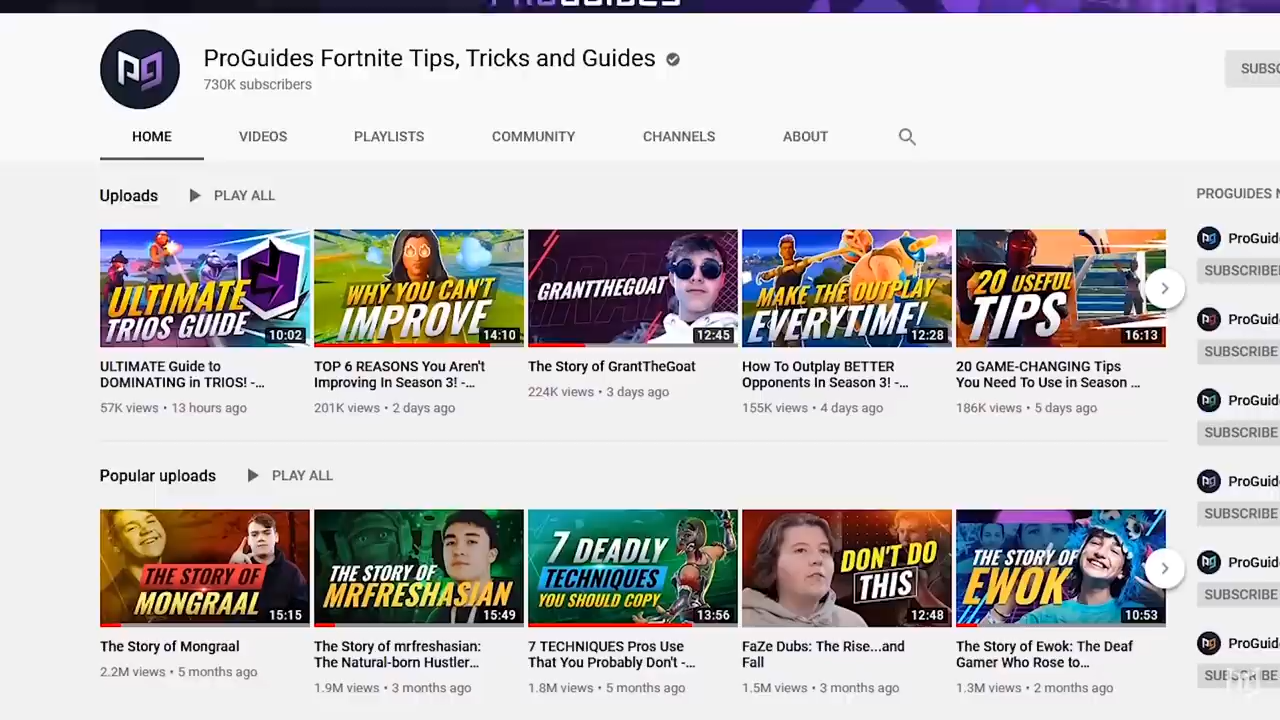 PROGUIDES
ProGuides Fortnite Tips, Tricks and Guides
730K subscribers
SUBSC
HOME VIDEOS PLAYLISTS COMMUNITY CHANNELS ABOUT
Uploads PLAY ALL
ULTIMATE
TRIOS GUIDE
10:02
WHY YOU CAN'T
IMPROVE
14:10
GRANTTHEGOAT
12:45
MAKE THE OUTPLAY
EVERYTIME!
12:28
20 USEFUL
TIPS
16:13
ULTIMATE Guide to
DOMINATING in TRIOS! -...
57K views • 13 hours ago
TOP 6 REASONS You Aren't
Improving In Season 3! -...
201K views • 2 days ago
The Story of GrantTheGoat
224K views • 3 days ago
How To Outplay BETTER
Opponents In Season 3! -...
155K views • 4 days ago
20 GAME-CHANGING Tips
You Need To Use in Season ...
186K views • 5 days ago
Popular uploads PLAY ALL
THE STORY OF
MONGRAAL
15:15
THE STORY OF
MRFRESHASIAN
15:49
7 DEADLY
TECHNIQUES
YOU SHOULD COPY
13:56
DON'T DO
THIS
12:48
THE STORY OF
EWOK
10:53
The Story of Mongraal
2.2M views • 5 months ago
The Story of mrfreshasian:
The Natural-born Hustler...
1.9M views • 3 months ago
7 TECHNIQUES Pros Use
That You Probably Don't -...
1.8M views • 5 months ago
FaZe Dubs: The Rise...and
Fall
1.5M views • 3 months ago
The Story of Ewok: The Deaf
Gamer Who Rose to...
1.3M views • 2 months ago
PROGUIDES N
ProGuid
SUBSCRIBE
ProGuid
SUBSCRIBE
ProGuid
SUBSCRIBE
ProGuid
SUBSCRIBE
ProGuid
SUBSCRIBE
ProGuid
SUBSCRIBE